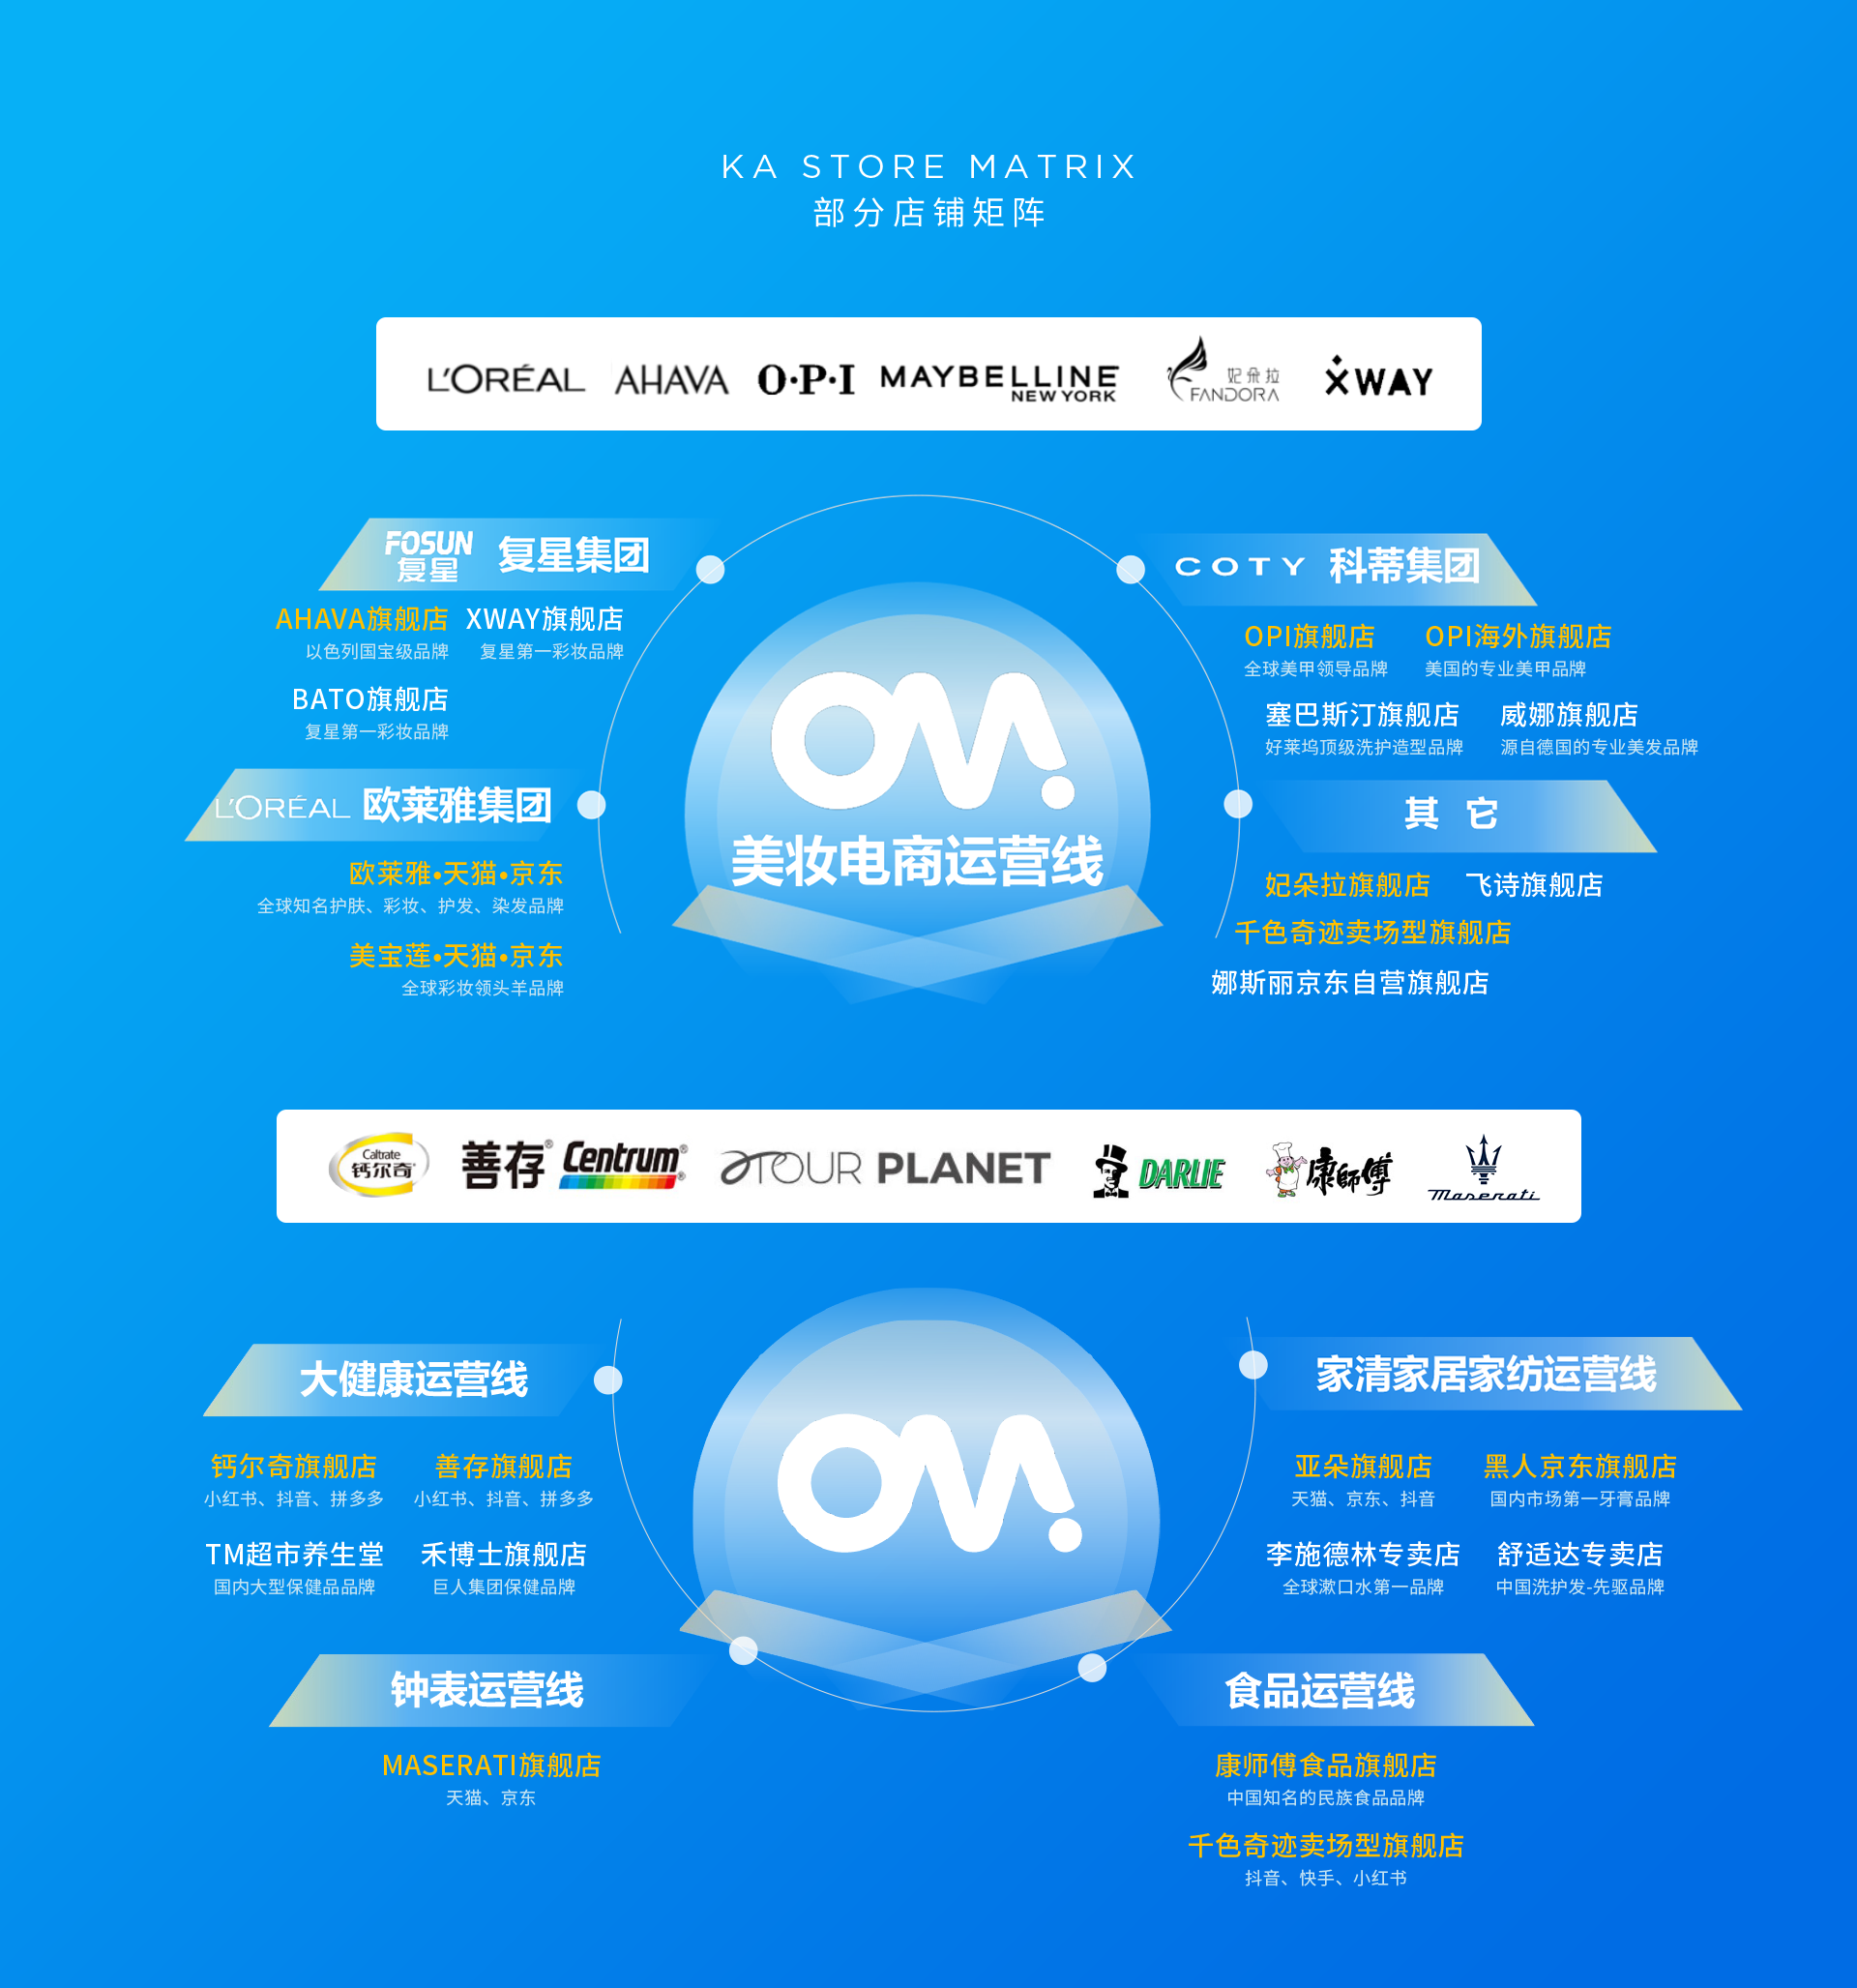 KA STORE MATRIX
部分店铺矩阵
L'ORÉAL AHAVA O·P·I MAYBELLINE NEW YORK 妃朵拉 FANDORA XWAY
FOSUN 复星 复星集团
AHAVA旗舰店 XWAY旗舰店
以色列国宝级品牌 复星第一彩妆品牌
BATO旗舰店
复星第一彩妆品牌
L'ORÉAL 欧莱雅集团
欧莱雅•天猫•京东
全球知名护肤、彩妆、护发、染发品牌
美宝莲•天猫•京东
全球彩妆领头羊品牌
OM.
美妆电商运营线
COTY 科蒂集团
OPI旗舰店 OPI海外旗舰店
全球美甲领导品牌 美国的专业美甲品牌
塞巴斯汀旗舰店 威娜旗舰店
好莱坞顶级洗护造型品牌 源自德国的专业美发品牌
其它
妃朵拉旗舰店 飞诗旗舰店
千色奇迹卖场型旗舰店
娜斯丽京东自营旗舰店
Caltrate 钙尔奇 善存® Centrum® ATOUR PLANET DARLIE 康師傅 Maserati
大健康运营线
钙尔奇旗舰店 善存旗舰店
小红书、抖音、拼多多 小红书、抖音、拼多多
TM超市养生堂 禾博士旗舰店
国内大型保健品品牌 巨人集团保健品牌
OM.
家清家居家纺运营线
亚朵旗舰店 黑人京东旗舰店
天猫、京东、抖音 国内市场第一牙膏品牌
李施德林专卖店 舒适达专卖店
全球漱口水第一品牌 中国洗护发-先驱品牌
钟表运营线
MASERATI旗舰店
天猫、京东
食品运营线
康师傅食品旗舰店
中国知名的民族食品品牌
千色奇迹卖场型旗舰店
抖音、快手、小红书